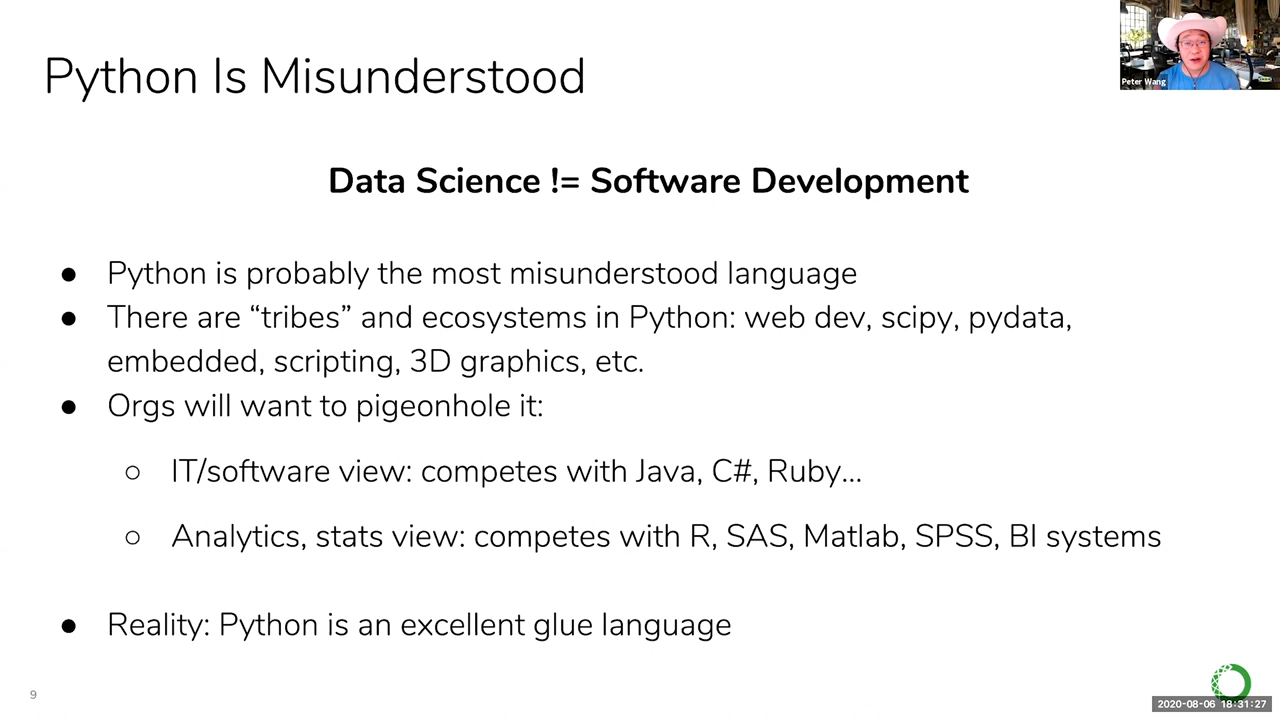 Python Is Misunderstood
Peter Wang
Data Science != Software Development
● Python is probably the most misunderstood language
● There are “tribes” and ecosystems in Python: web dev, scipy, pydata,
embedded, scripting, 3D graphics, etc.
● Orgs will want to pigeonhole it:
○ IT/software view: competes with Java, C#, Ruby...
○ Analytics, stats view: competes with R, SAS, Matlab, SPSS, BI systems
● Reality: Python is an excellent glue language
9
2020-08-06 18:31:27